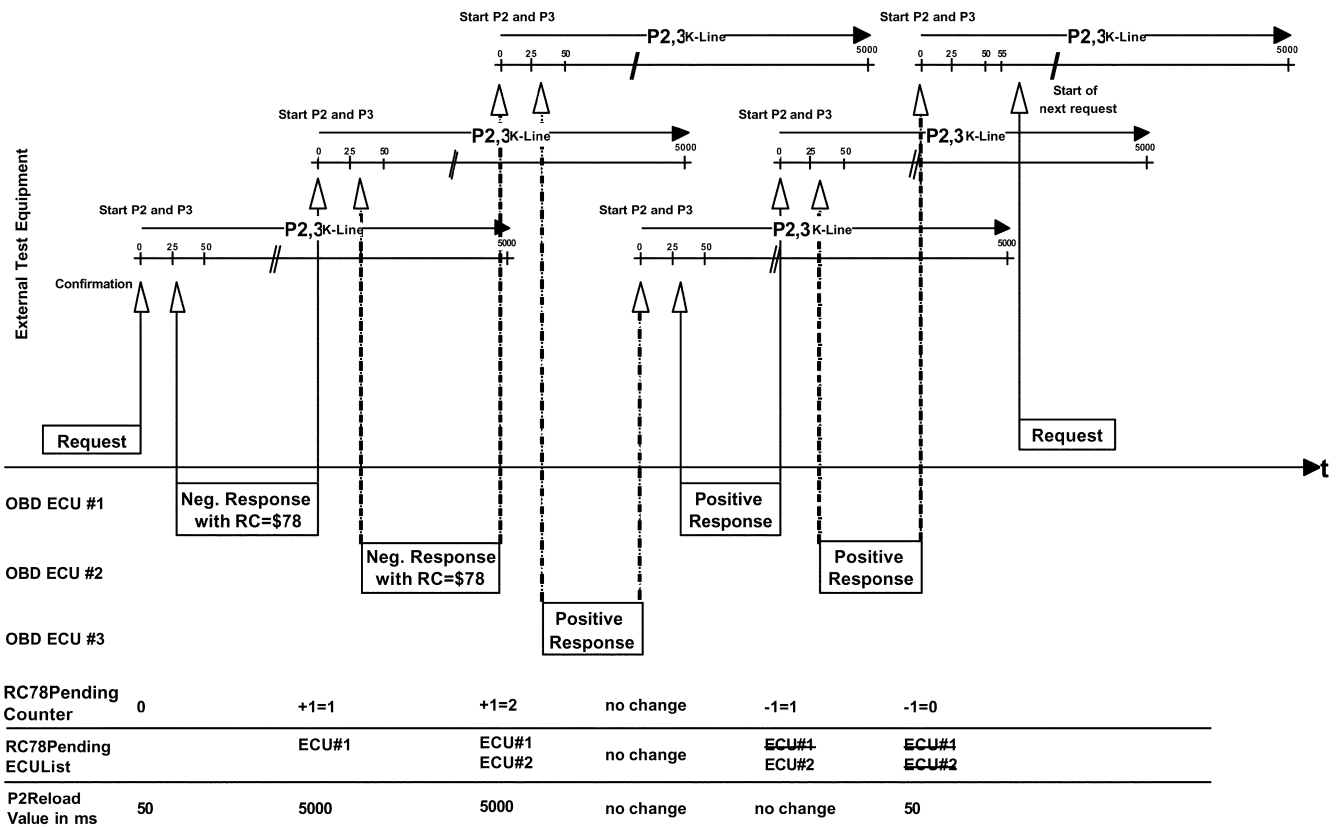 Start P2 and P3
Start P2 and P3
P2,3K-Line
P2,3K-Line
0 25 50 5000
0 25 50 55 5000
Start of
next request
Start P2 and P3
Start P2 and P3
P2,3K-Line
P2,3K-Line
0 25 50 5000
0 25 50 5000
Start P2 and P3
Start P2 and P3
P2,3K-Line
P2,3K-Line
0 25 50 5000
0 25 50 5000
External Test Equipment
Confirmation
Request
Request
t
OBD ECU #1
Neg. Response
with RC=$78
Positive
Response
OBD ECU #2
Neg. Response
with RC=$78
Positive
Response
OBD ECU #3
Positive
Response
RC78Pending
Counter
0 +1=1 +1=2 no change -1=1 -1=0
RC78Pending
ECUList
ECU#1
ECU#1
ECU#2
no change
ECU#1
ECU#2
ECU#1
ECU#2
P2Reload
Value in ms
50 5000 5000 no change no change 50